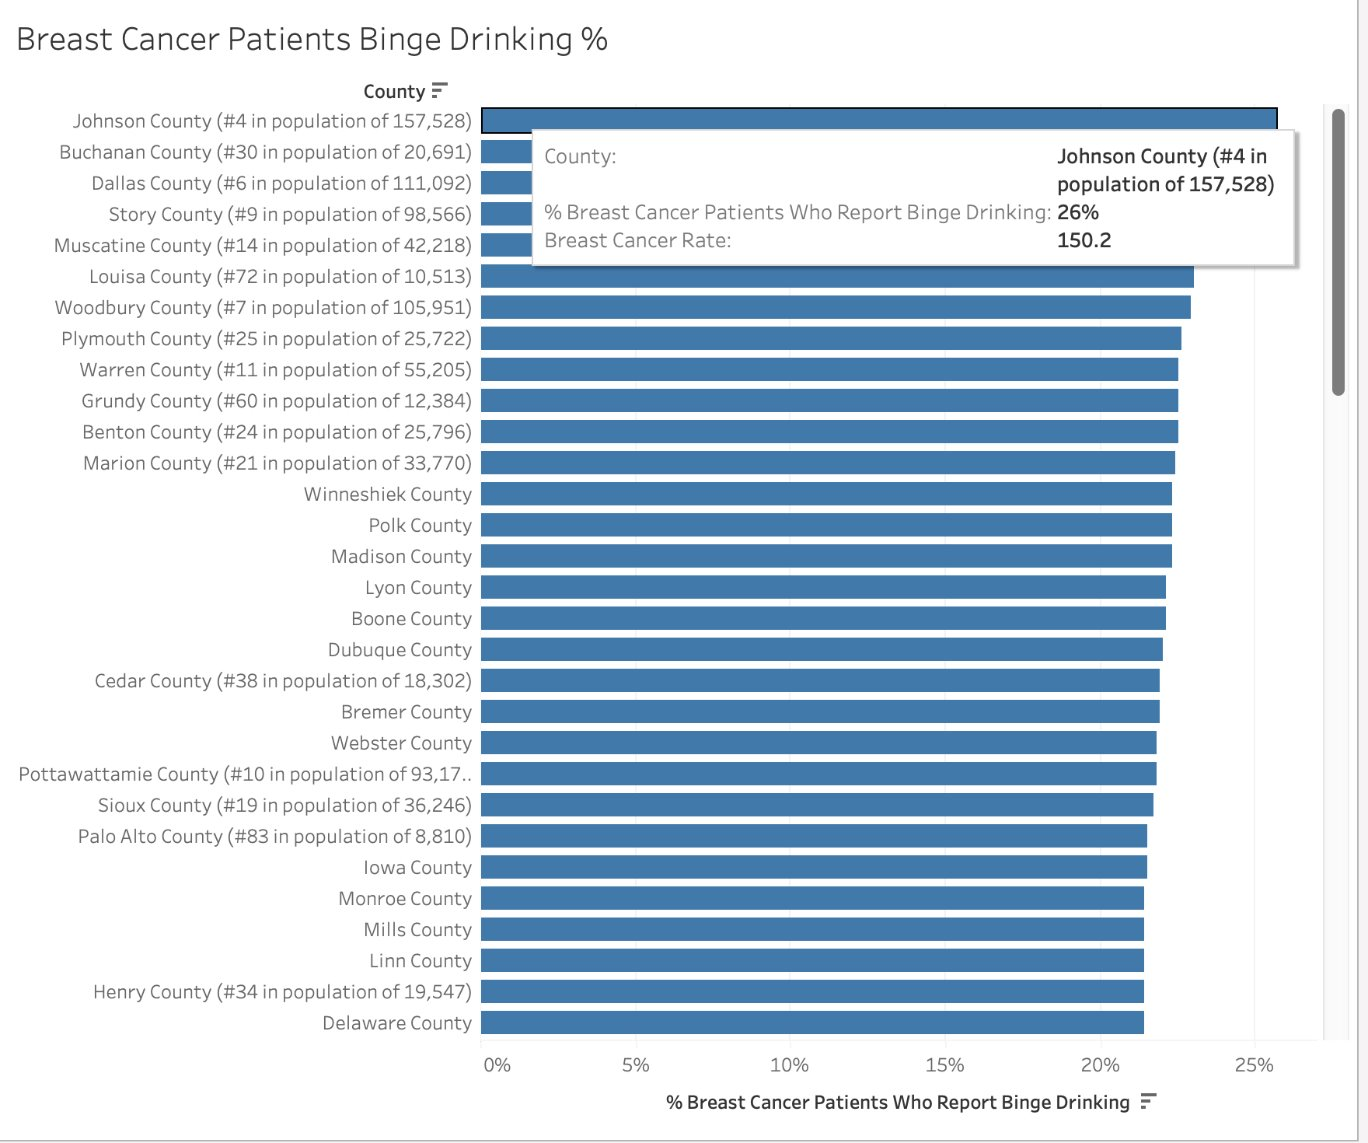 Breast Cancer Patients Binge Drinking %
County
Johnson County (#4 in population of 157,528)
Buchanan County (#30 in population of 20,691)
Dallas County (#6 in population of 111,092)
Story County (#9 in population of 98,566)
Muscatine County (#14 in population of 42,218)
Louisa County (#72 in population of 10,513)
Woodbury County (#7 in population of 105,951)
Plymouth County (#25 in population of 25,722)
Warren County (#11 in population of 55,205)
Grundy County (#60 in population of 12,384)
Benton County (#24 in population of 25,796)
Marion County (#21 in population of 33,770)
Winneshiek County
Polk County
Madison County
Lyon County
Boone County
Dubuque County
Cedar County (#38 in population of 18,302)
Bremer County
Webster County
Pottawattamie County (#10 in population of 93,17..
Sioux County (#19 in population of 36,246)
Palo Alto County (#83 in population of 8,810)
Iowa County
Monroe County
Mills County
Linn County
Henry County (#34 in population of 19,547)
Delaware County
County: Johnson County (#4 in
population of 157,528)
% Breast Cancer Patients Who Report Binge Drinking: 26%
Breast Cancer Rate: 150.2
0% 5% 10% 15% 20% 25%
% Breast Cancer Patients Who Report Binge Drinking